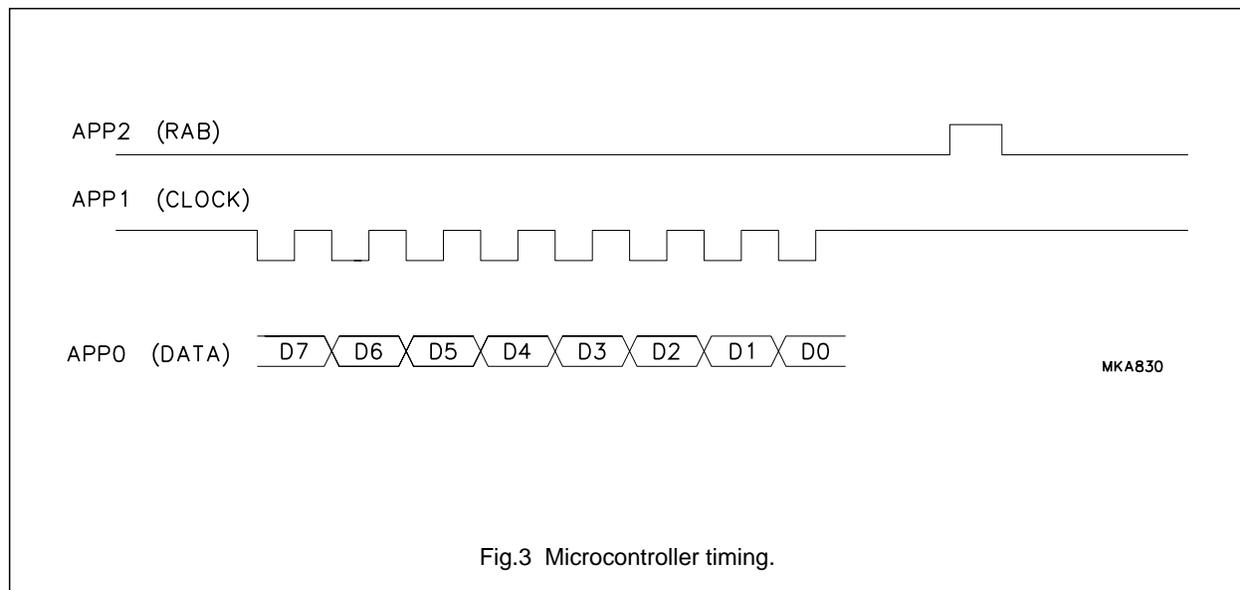 APP2 (RAB)
APP1 (CLOCK)
APP0 (DATA) D7 D6 D5 D4 D3 D2 D1 D0
MKA830
Fig.3 Microcontroller timing.